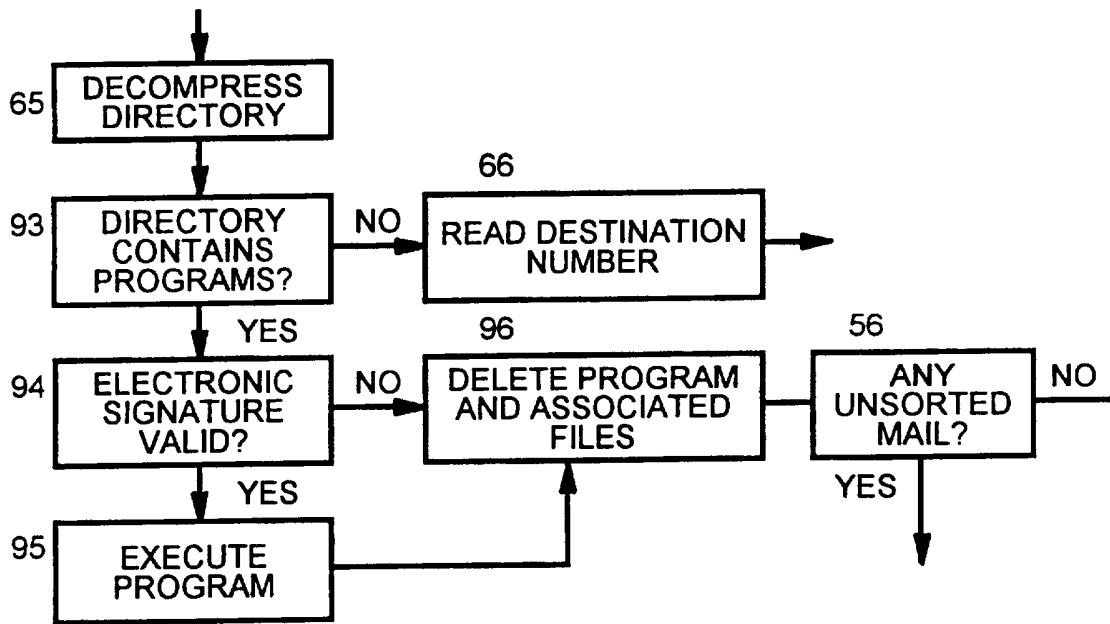 65
DECOMPRESS
DIRECTORY
66
93
DIRECTORY
CONTAINS
PROGRAMS?
NO
READ DESTINATION
NUMBER
YES
96
56
94
ELECTRONIC
SIGNATURE
VALID?
NO
DELETE PROGRAM
AND ASSOCIATED
FILES
ANY
UNSORTED
MAIL?
NO
YES
YES
95
EXECUTE
PROGRAM